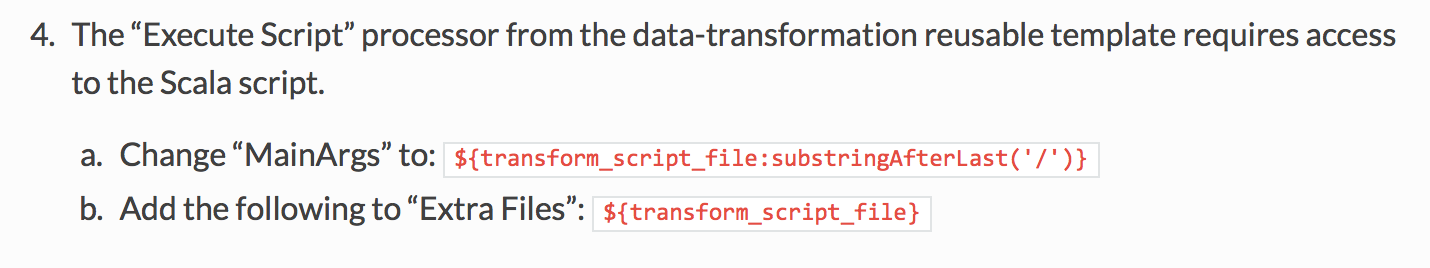 4. The “Execute Script” processor from the data-transformation reusable template requires access
to the Scala script.
a. Change “MainArgs” to: ${transform_script_file:substringAfterLast('/')}
b. Add the following to “Extra Files”: ${transform_script_file}